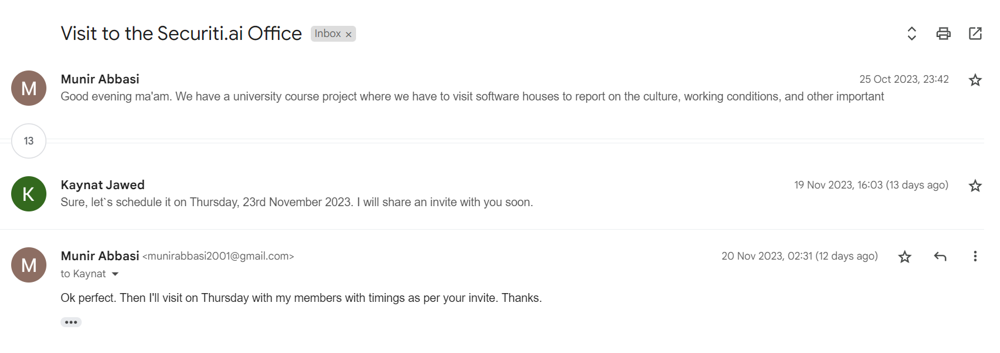 Visit to the Securiti.ai Office Inbox ×
M
Munir Abbasi 25 Oct 2023, 23:42
Good evening ma'am. We have a university course project where we have to visit software houses to report on the culture, working conditions, and other important
13
K
Kaynat Jawed 19 Nov 2023, 16:03 (13 days ago)
Sure, let`s schedule it on Thursday, 23rd November 2023. I will share an invite with you soon.
M
Munir Abbasi <munirabbasi2001@gmail.com> 20 Nov 2023, 02:31 (12 days ago)
to Kaynat
Ok perfect. Then I'll visit on Thursday with my members with timings as per your invite. Thanks.